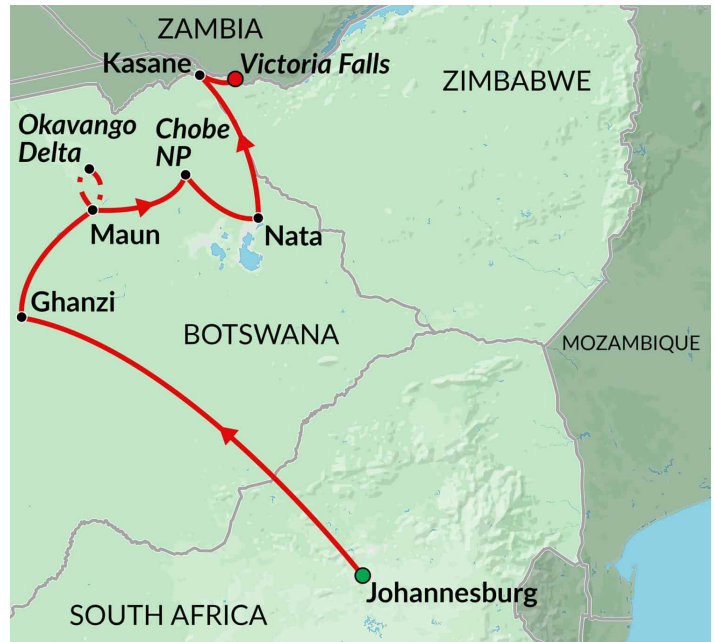 ZAMBIA
Kasane
Victoria Falls
ZIMBABWE
Okavango
Delta
Chobe
NP
Maun
Nata
Ghanzi
BOTSWANA
MOZAMBIQUE
Johannesburg
SOUTH AFRICA